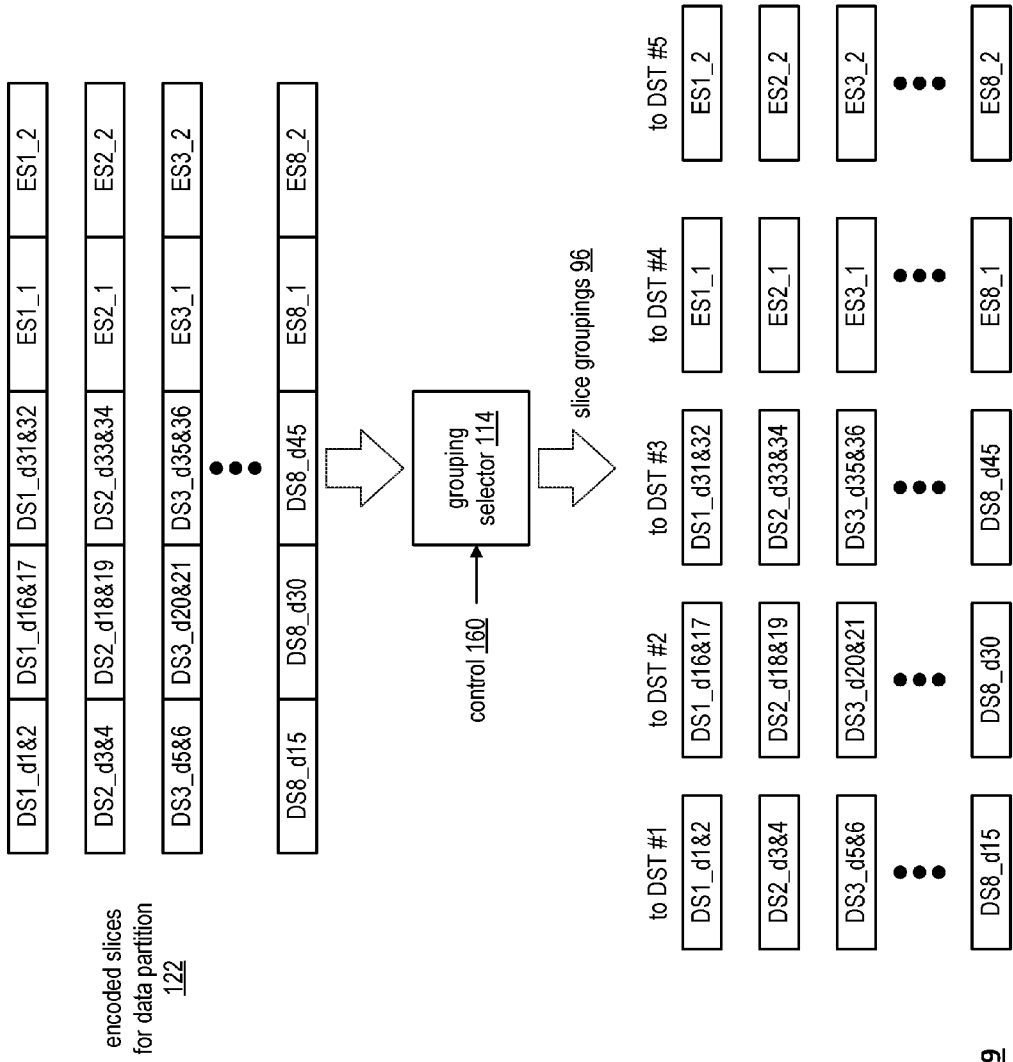 encoded slices
for data partition
122
DS1_d1&2 DS1_d16&17 DS1_d31&32 ES1_1 ES1_2
DS2_d3&4 DS2_d18&19 DS2_d33&34 ES2_1 ES2_2
DS3_d5&6 DS3_d20&21 DS3_d35&36 ES3_1 ES3_2
DS8_d15 DS8_d30 DS8_d45 ES8_1 ES8_2
control 160
grouping
selector 114
slice groupings 96
to DST #1 to DST #2 to DST #3 to DST #4 to DST #5
DS1_d1&2 DS1_d16&17 DS1_d31&32 ES1_1 ES1_2
DS2_d3&4 DS2_d18&19 DS2_d33&34 ES2_1 ES2_2
DS3_d5&6 DS3_d20&21 DS3_d35&36 ES3_1 ES3_2
DS8_d15 DS8_d30 DS8_d45 ES8_1 ES8_2
9